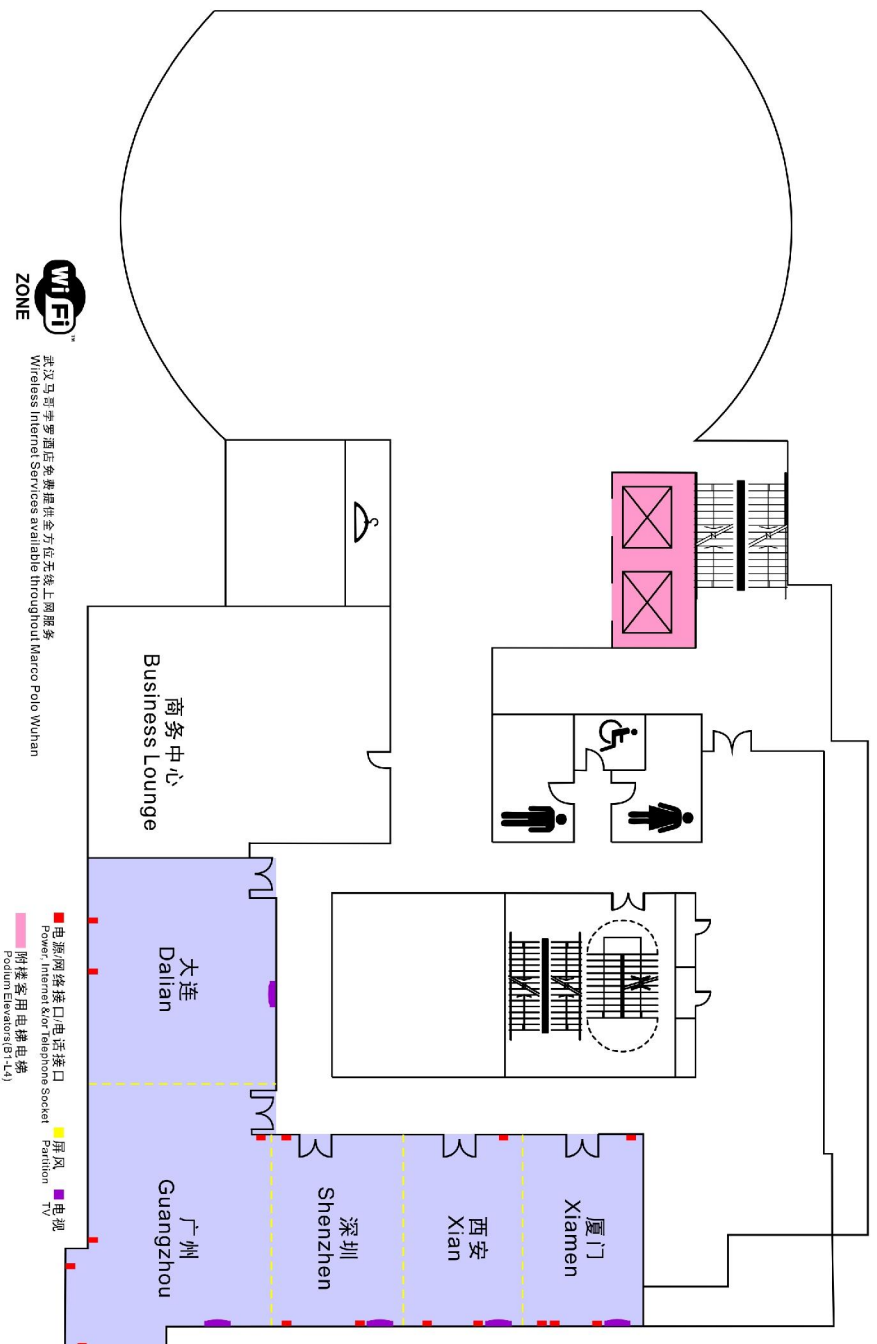 Wi Fi™
ZONE
武汉马哥孛罗酒店免费提供全方位无线上网服务
Wireless Internet Services available throughout Marco Polo Wuhan
商务中心
Business Lounge
大连
Dalian
广州
Guangzhou
深圳
Shenzhen
西安
Xian
厦门
Xiamen
电源/网络接口/电话接口
Power, Internet &/or Telephone Socket
屏风
Partition
电视
TV
附楼客用电梯电梯
Podium Elevators(B1-L4)